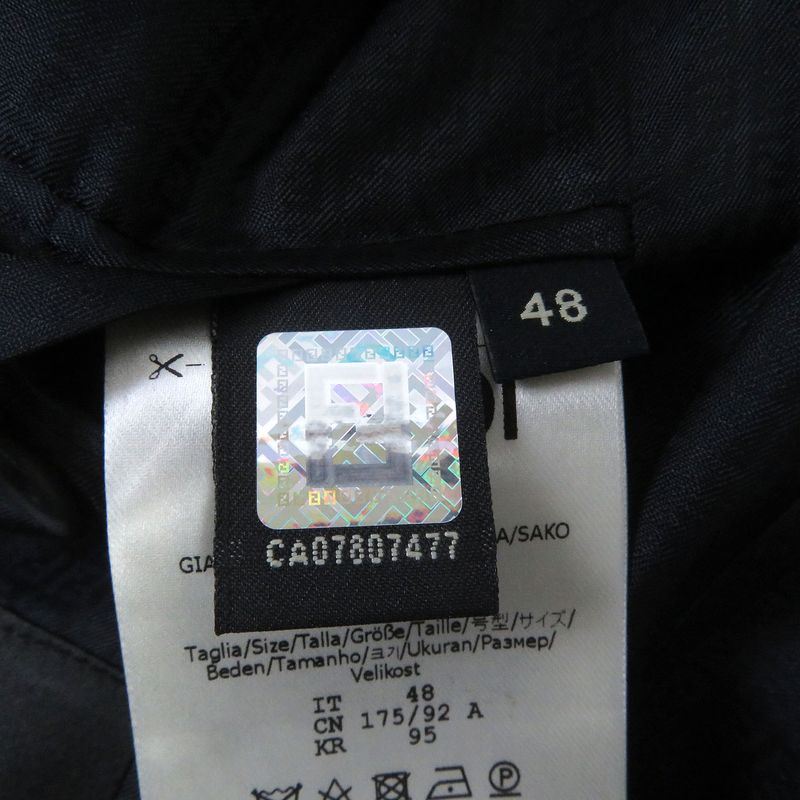 48
CA07807477
GIA
A/SAKO
Taglia/Size/Talla/Größe/Taille/号型/サイズ/
Beden/Tamanho/크기/Ukuran/Размер/
Velikost
IT 48
CN 175/92 A
KR 95
P